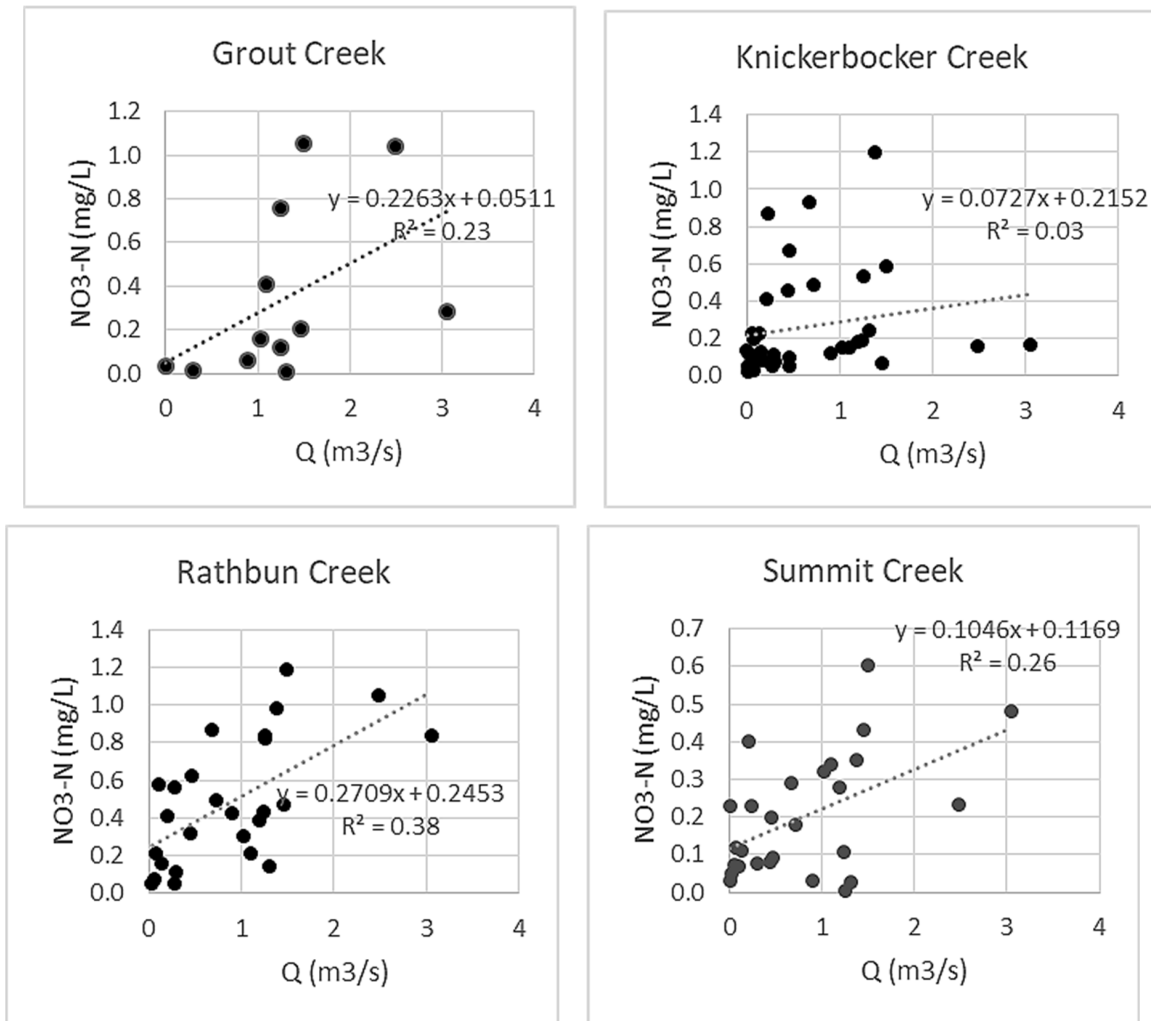 Grout Creek
1.2
1.0
0.8
0.6
0.4
0.2
0.0
NO3-N (mg/L)
y = 0.2263x + 0.0511
R² = 0.23
0 1 2 3 4
Q (m3/s)
Knickerbocker Creek
1.4
1.2
1.0
0.8
0.6
0.4
0.2
0.0
NO3-N (mg/L)
y = 0.0727x + 0.2152
R² = 0.03
0 1 2 3 4
Q (m3/s)
Rathbun Creek
1.4
1.2
1.0
0.8
0.6
0.4
0.2
0.0
NO3-N (mg/L)
y = 0.2709x + 0.2453
R² = 0.38
0 1 2 3 4
Q (m3/s)
Summit Creek
0.7
0.6
0.5
0.4
0.3
0.2
0.1
0.0
NO3-N (mg/L)
y = 0.1046x + 0.1169
R² = 0.26
0 1 2 3 4
Q (m3/s)